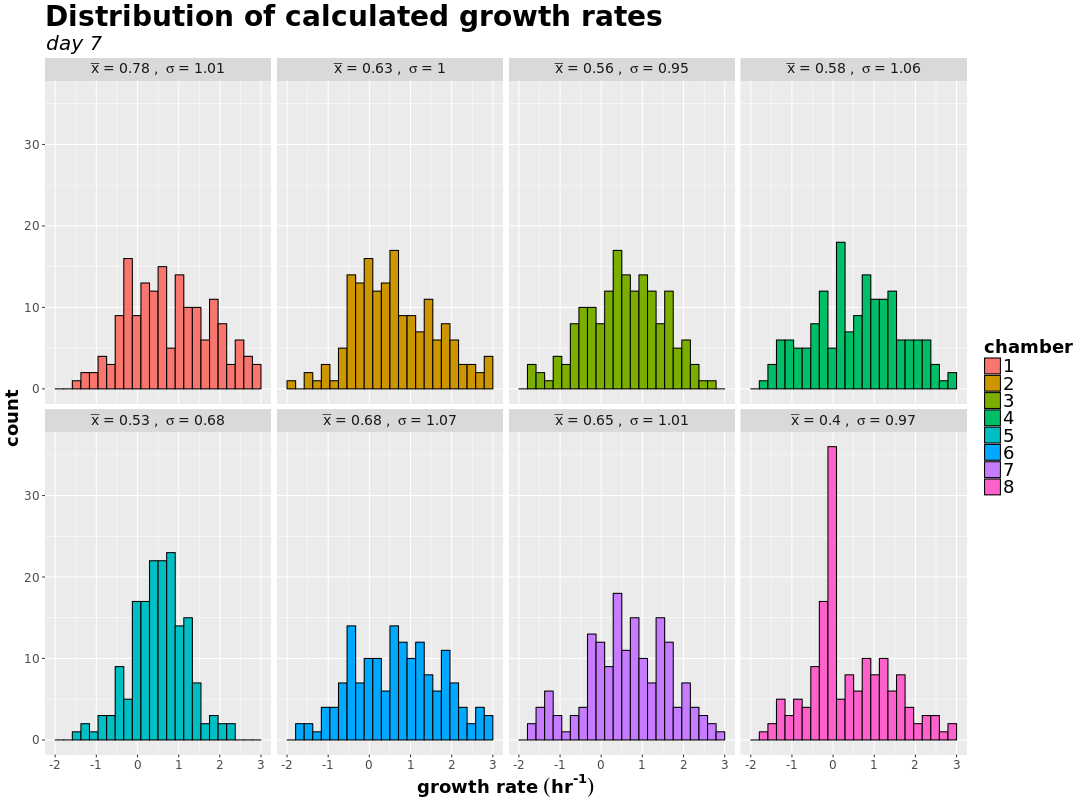 Distribution of calculated growth rates
day 7
x̅ = 0.78 , σ = 1.01
x̅ = 0.63 , σ = 1
x̅ = 0.56 , σ = 0.95
x̅ = 0.58 , σ = 1.06
30
20
10
0
x̅ = 0.53 , σ = 0.68
x̅ = 0.68 , σ = 1.07
x̅ = 0.65 , σ = 1.01
x̅ = 0.4 , σ = 0.97
30
20
10
0
-2 -1 0 1 2 3
-2 -1 0 1 2 3
-2 -1 0 1 2 3
-2 -1 0 1 2 3
count
growth rate (hr⁻¹)
chamber
1
2
3
4
5
6
7
8